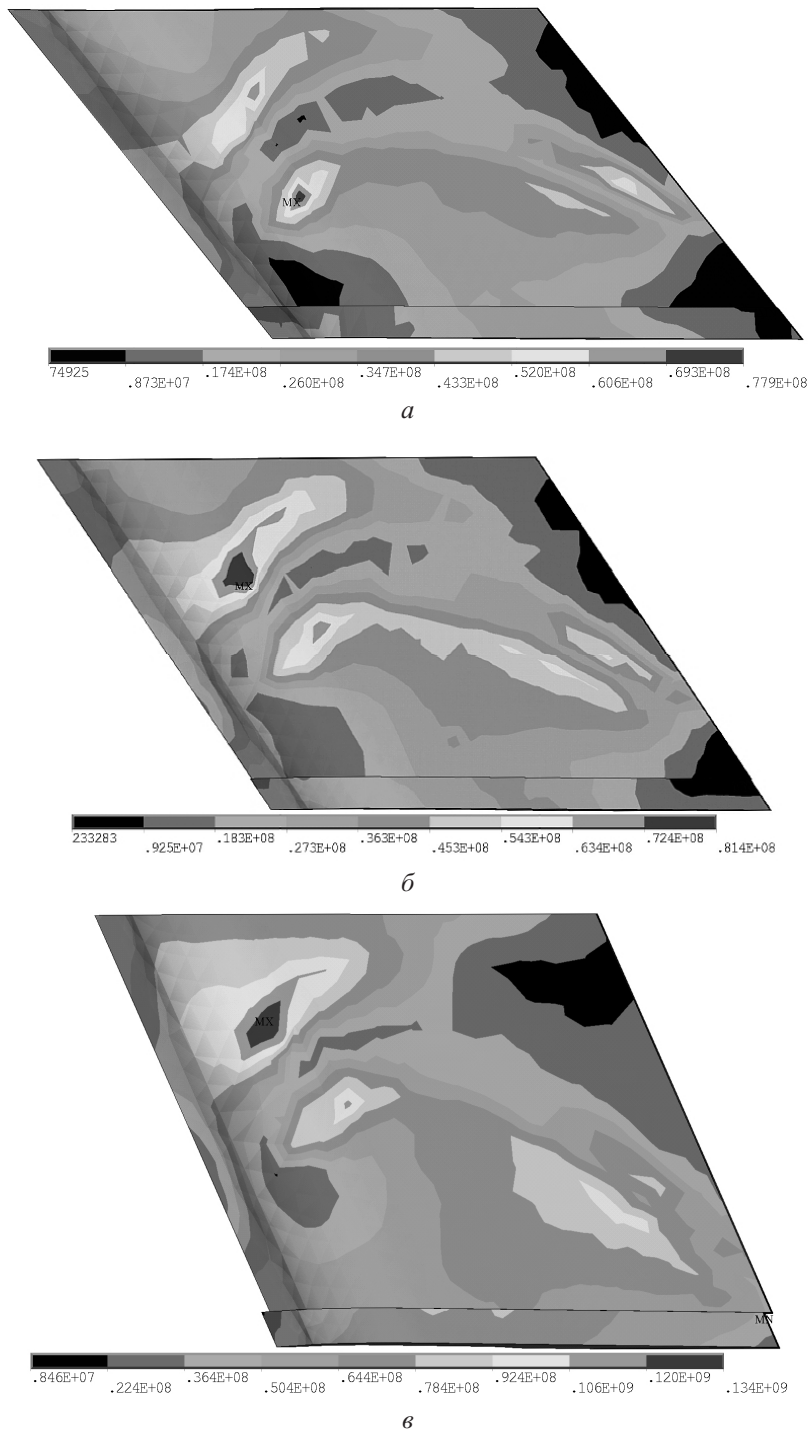 MX
74925 .174E+08 .347E+08 .520E+08 .693E+08
.873E+07 .260E+08 .433E+08 .606E+08 .779E+08
а
MX
233283 .183E+08 .363E+08 .543E+08 .724E+08
.925E+07 .273E+08 .453E+08 .634E+08 .814E+08
б
MX
MN
.846E+07 .364E+08 .644E+08 .924E+08 .120E+09
.224E+08 .504E+08 .784E+08 .106E+09 .134E+09
в